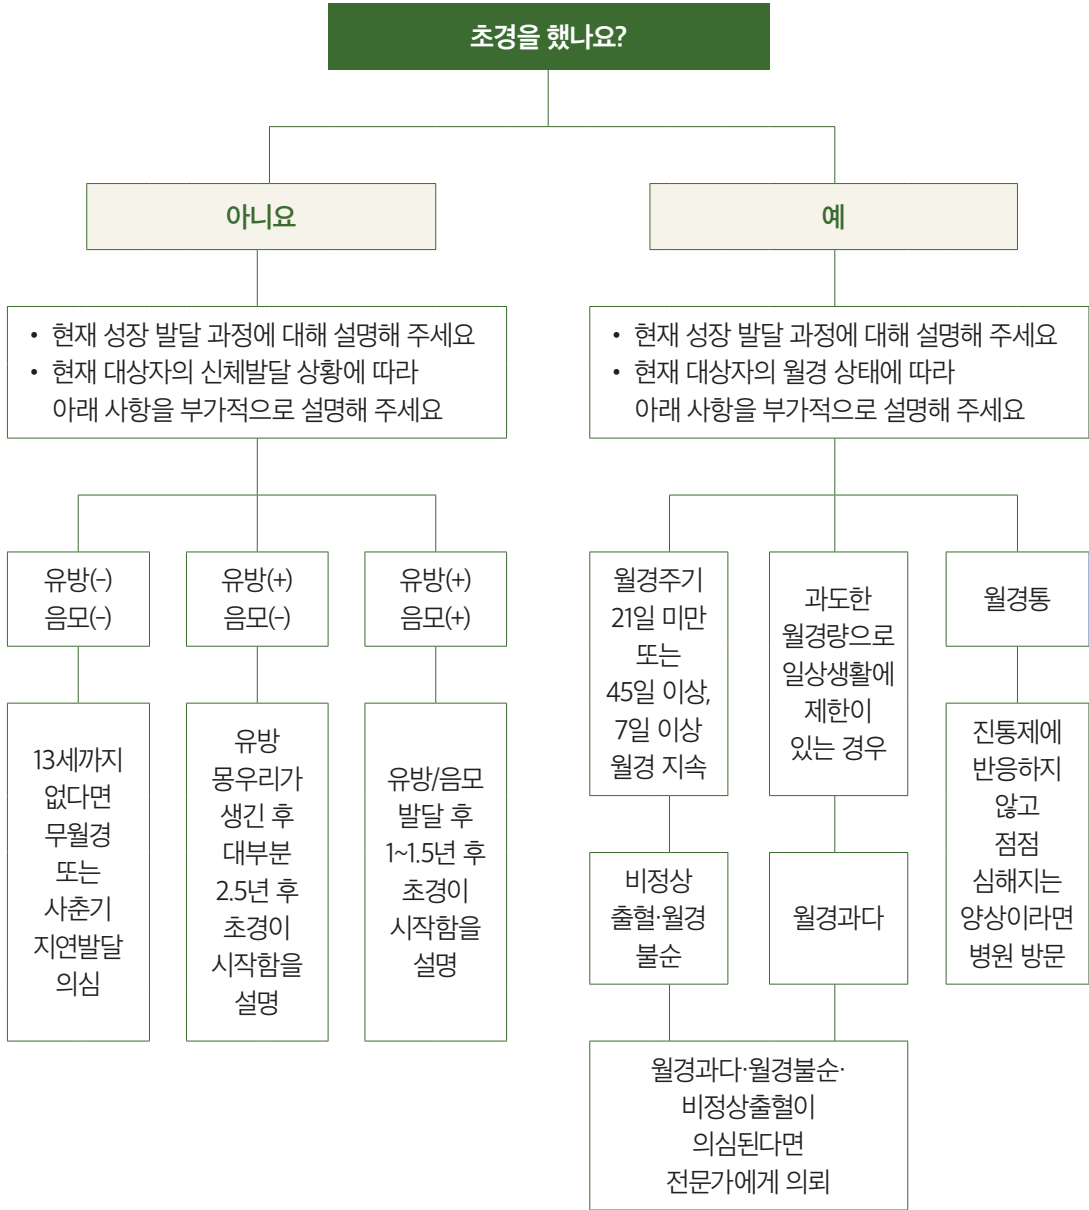 초경을 했나요?
아니요
• 현재 성장 발달 과정에 대해 설명해 주세요
• 현재 대상자의 신체발달 상황에 따라
아래 사항을 부가적으로 설명해 주세요
유방(-)
음모(-)
13세까지
없다면
무월경
또는
사춘기
지연발달
의심
유방(+)
음모(-)
유방
몽우리가
생긴 후
대부분
2.5년 후
초경이
시작함을
설명
유방(+)
음모(+)
유방/음모
발달 후
1~1.5년 후
초경이
시작함을
설명
예
• 현재 성장 발달 과정에 대해 설명해 주세요
• 현재 대상자의 월경 상태에 따라
아래 사항을 부가적으로 설명해 주세요
월경주기
21일 미만
또는
45일 이상,
7일 이상
월경 지속
비정상
출혈·월경
불순
과도한
월경량으로
일상생활에
제한이
있는 경우
월경과다
월경과다·월경불순·
비정상출혈이
의심된다면
전문가에게 의뢰
월경통
진통제에
반응하지
않고
점점
심해지는
양상이라면
병원 방문